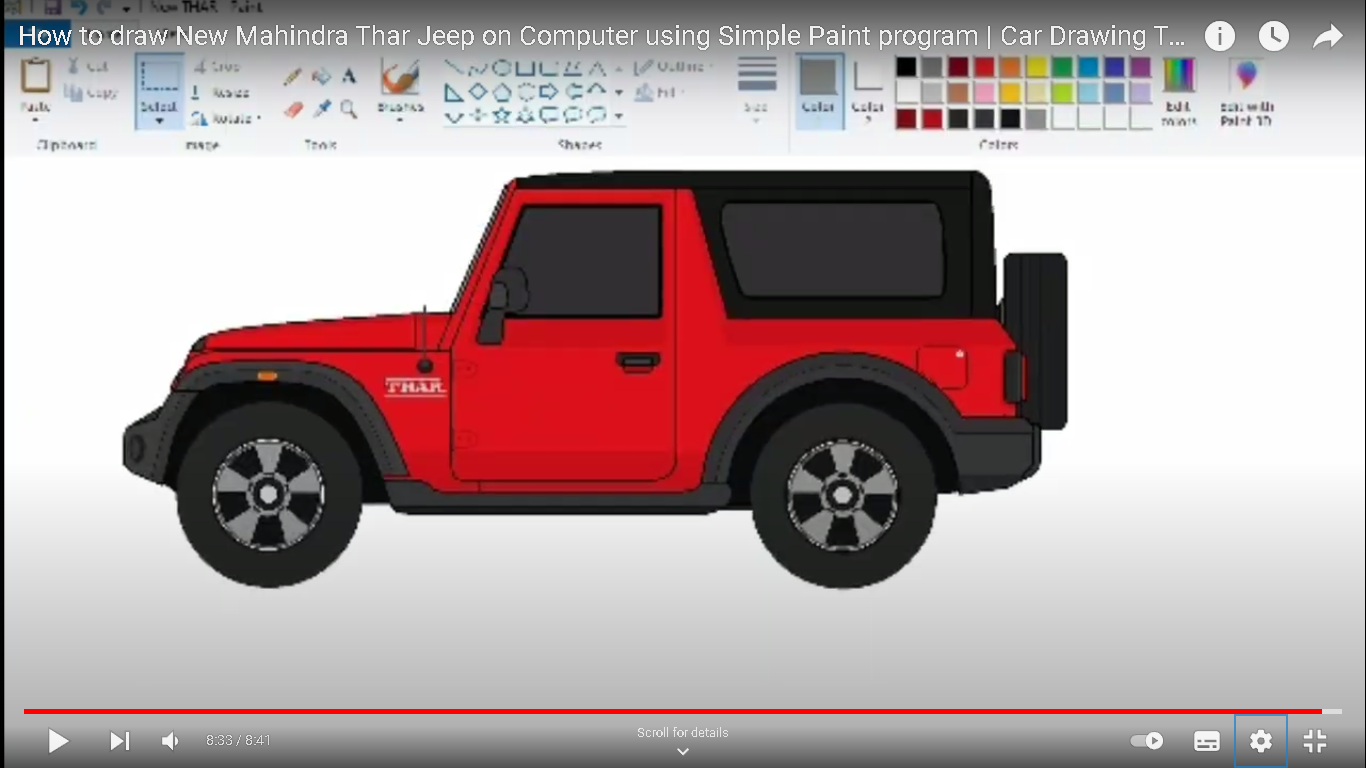 New THAR - Paint
How to draw New Mahindra Thar Jeep on Computer using Simple Paint program | Car Drawing T...
Cut
Crop
Outline
Paste
Copy
Select
Resize
A
Brushes
Fill
Size
Color
Color
Edit
Edit with
Rotate
2
colors
Paint 3D
Clipboard
Image
Tools
Shapes
Colors
THAR
8:33 / 8:41
Scroll for details